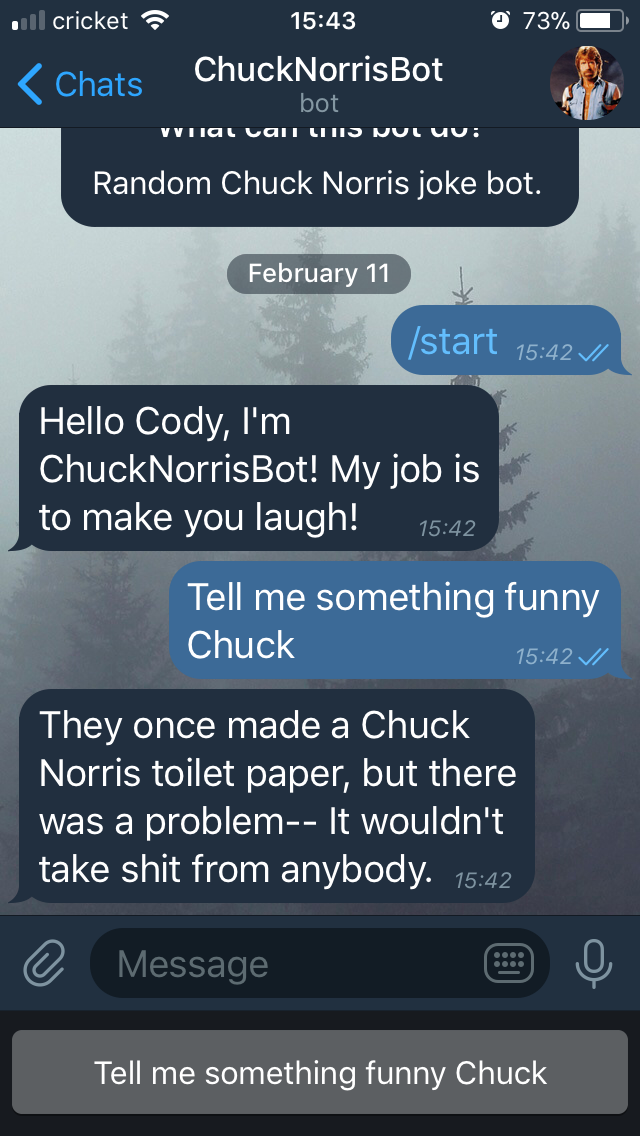 cricket 15:43 73%
Chats
ChuckNorrisBot
bot
What can this bot do?
Random Chuck Norris joke bot.
February 11
/start 15:42
Hello Cody, I'm
ChuckNorrisBot! My job is
to make you laugh! 15:42
Tell me something funny
Chuck 15:42
They once made a Chuck
Norris toilet paper, but there
was a problem-- It wouldn't
take shit from anybody. 15:42
Message
Tell me something funny Chuck